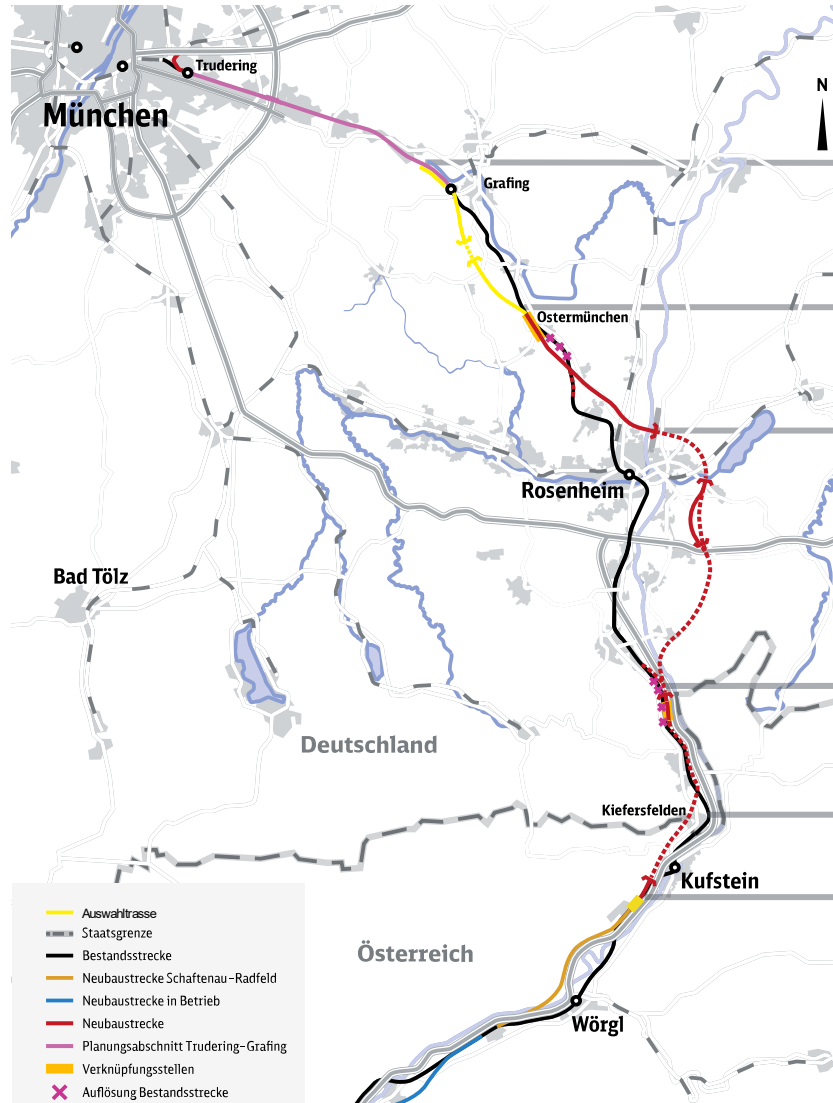 Trudering
München
N
Grafing
Ostermünchen
Rosenheim
Bad Tölz
Deutschland
Kiefersfelden
Kufstein
Österreich
Wörgl
Auswahltrasse
Staatsgrenze
Bestandsstrecke
Neubaustrecke Schaftenau–Radfeld
Neubaustrecke in Betrieb
Neubaustrecke
Planungsabschnitt Trudering–Grafing
Verknüpfungsstellen
Auflösung Bestandsstrecke